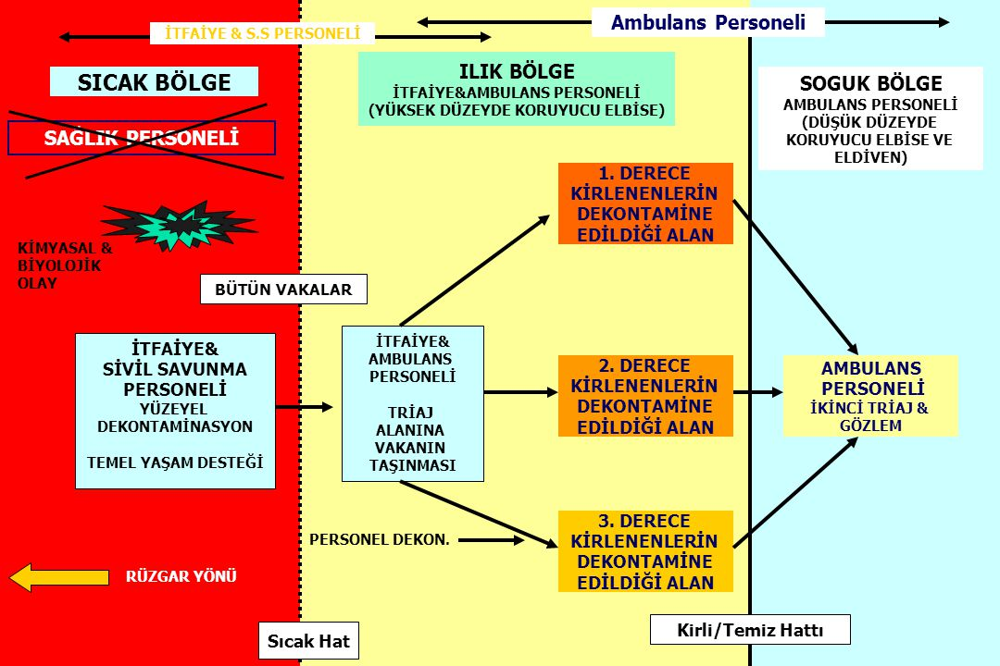 Ambulans Personeli
İTFAİYE & S.S PERSONELİ
SICAK BÖLGE
SAĞLIK PERSONELİ
ILIK BÖLGE
İTFAİYE&AMBULANS PERSONELİ
(YÜKSEK DÜZEYDE KORUYUCU ELBİSE)
SOGUK BÖLGE
AMBULANS PERSONELİ
(DÜŞÜK DÜZEYDE
KORUYUCU ELBİSE VE
ELDİVEN)
KİMYASAL &
BİYOLOJİK
OLAY
BÜTÜN VAKALAR
1. DERECE
KİRLENENLERİN
DEKONTAMİNE
EDİLDİĞİ ALAN
İTFAİYE&
SİVİL SAVUNMA
PERSONELİ
YÜZEYEL
DEKONTAMİNASYON
TEMEL YAŞAM DESTEĞİ
İTFAİYE&
AMBULANS
PERSONELİ
TRİAJ
ALANINA
VAKANIN
TAŞINMASI
2. DERECE
KİRLENENLERİN
DEKONTAMİNE
EDİLDİĞİ ALAN
AMBULANS
PERSONELİ
İKİNCİ TRİAJ &
GÖZLEM
PERSONEL DEKON.
3. DERECE
KİRLENENLERİN
DEKONTAMİNE
EDİLDİĞİ ALAN
RÜZGAR YÖNÜ
Sıcak Hat
Kirli/Temiz Hattı